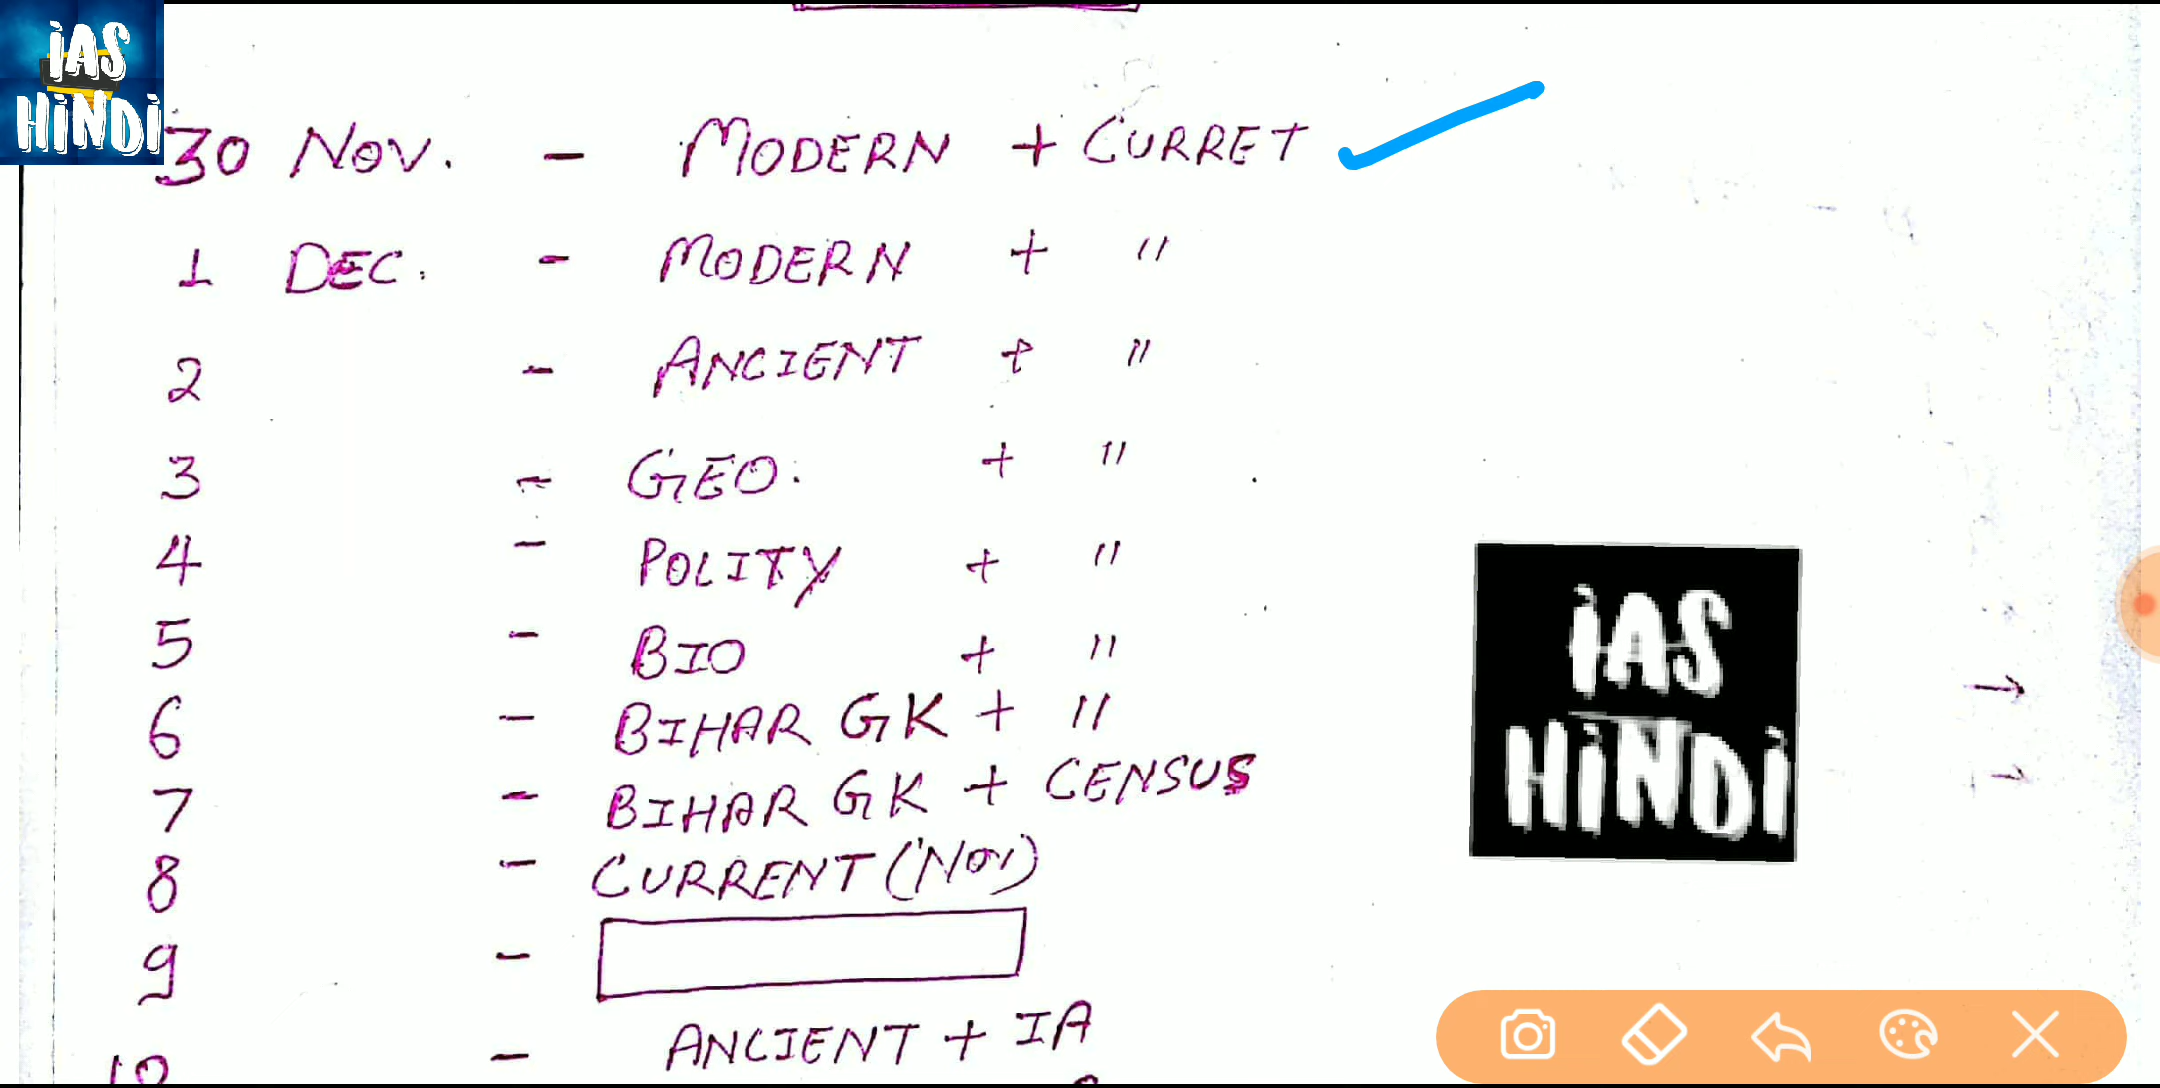 iAS
HiNDi
30 Nov. - MODERN + CURRET
1 DEC. - MODERN + "
2 - ANCIENT + "
3 - GEO. + "
4 - POLITY + "
5 - BIO + "
6 - BIHAR GK + "
7 - BIHAR GK + CENSUS
8 - CURRENT (Nov)
9 -
10 - ANCIENT + IA
iAS
HiNDi